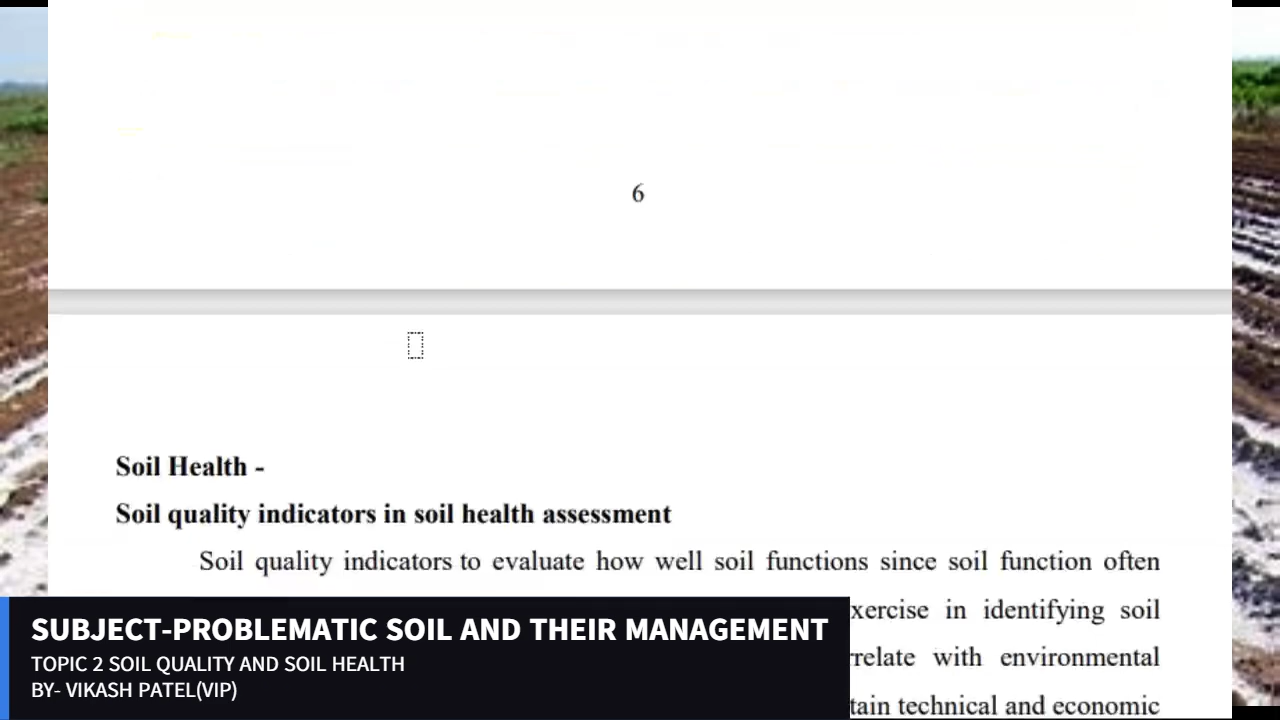 6
Soil Health -
Soil quality indicators in soil health assessment
Soil quality indicators to evaluate how well soil functions since soil function often
xercise in identifying soil
rrelate with environmental
tain technical and economic
SUBJECT-PROBLEMATIC SOIL AND THEIR MANAGEMENT
TOPIC 2 SOIL QUALITY AND SOIL HEALTH
BY- VIKASH PATEL(VIP)